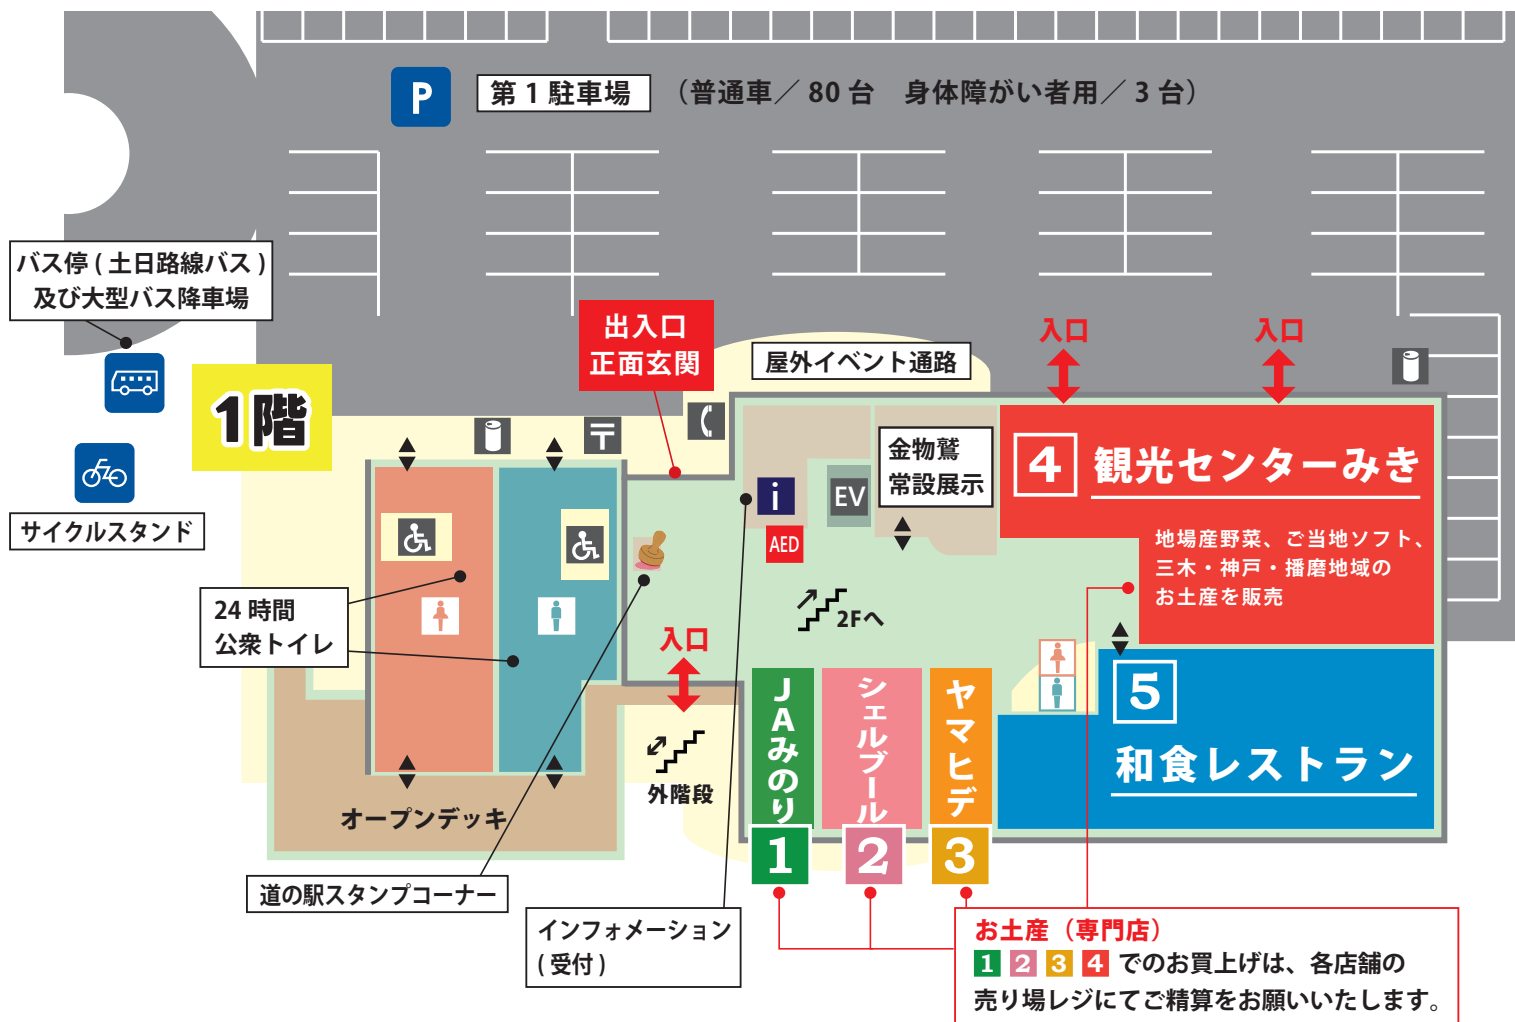 P
第1駐車場
（普通車／80台　身体障がい者用／3台）
バス停(土日路線バス)
及び大型バス降車場
1階
サイクルスタンド
出入口
正面玄関
屋外イベント通路
入口
入口
金物鷲
常設展示
4 観光センターみき
地場産野菜、ご当地ソフト、
三木・神戸・播磨地域の
お土産を販売
i
EV
AED
24時間
公衆トイレ
2Fへ
入口
外階段
オープンデッキ
JAみのり
1
シェルブール
2
ヤマヒデ
3
5
和食レストラン
道の駅スタンプコーナー
インフォメーション
(受付)
お土産（専門店）
1 2 3 4 でのお買上げは、各店舗の
売り場レジにてご精算をお願いいたします。